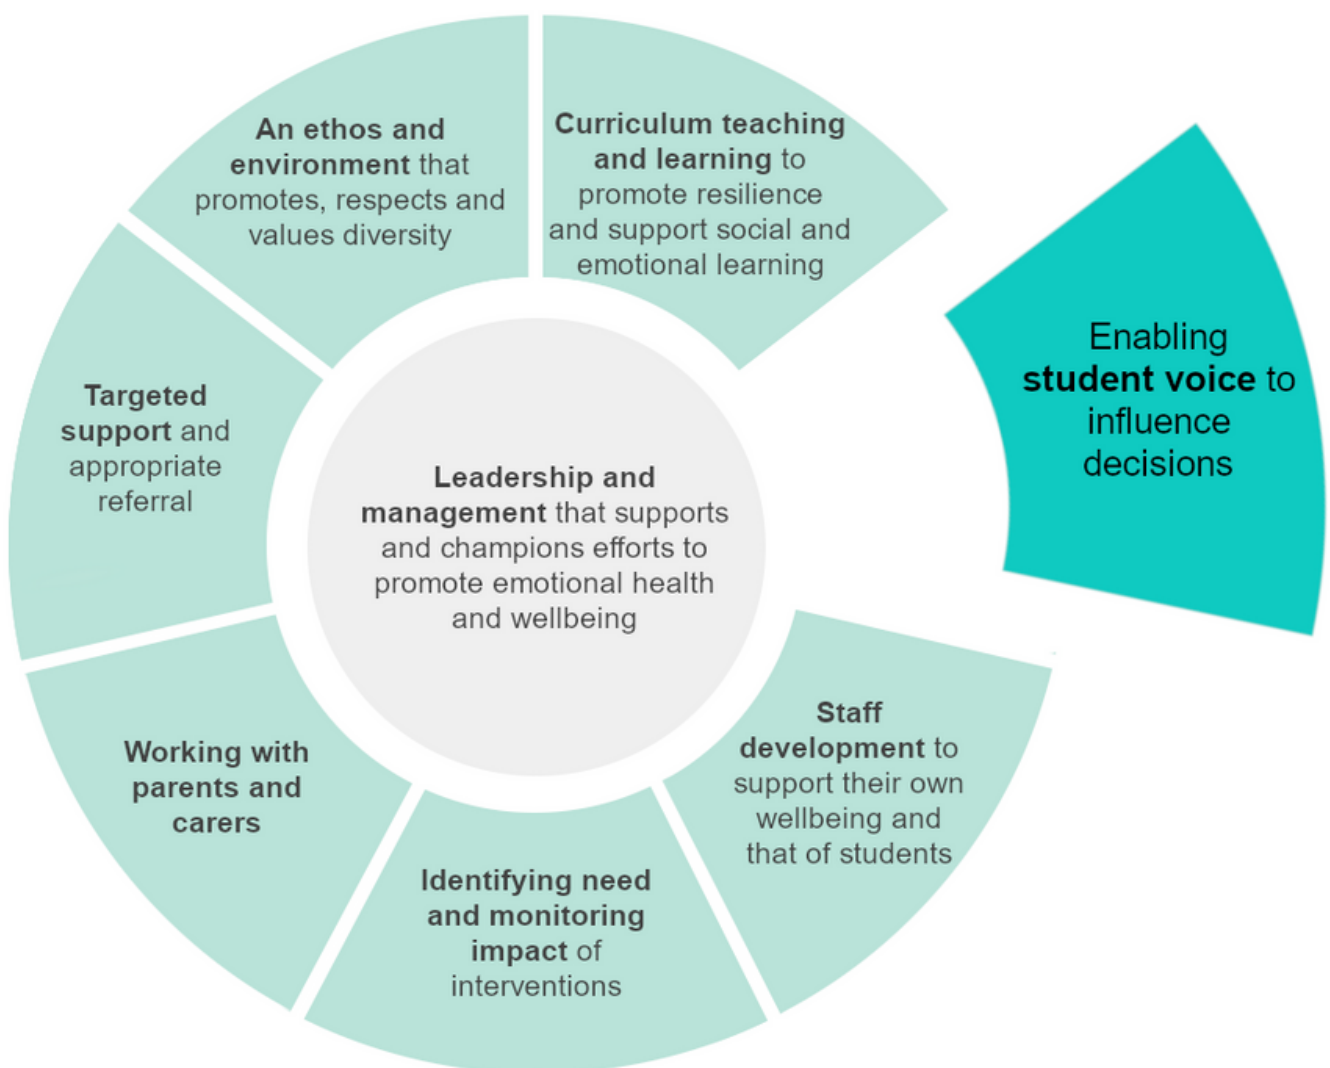 An ethos and
environment that
promotes, respects and
values diversity
Curriculum teaching
and learning to
promote resilience
and support social and
emotional learning
Enabling
student voice to
influence
decisions
Targeted
support and
appropriate
referral
Leadership and
management that supports
and champions efforts to
promote emotional health
and wellbeing
Staff
development to
support their own
wellbeing and
that of students
Working with
parents and
carers
Identifying need
and monitoring
impact of
interventions